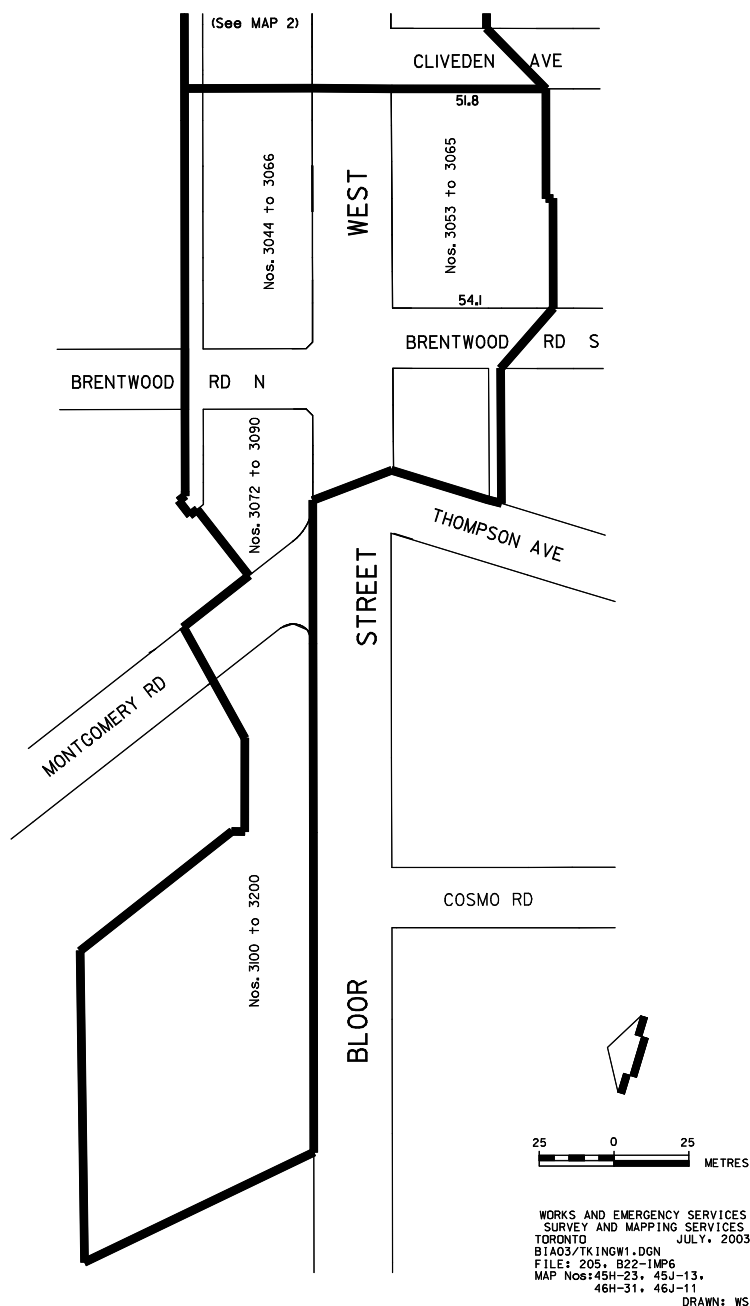 (See MAP 2)
CLIVEDEN AVE
51.8
Nos. 3044 to 3066
WEST
Nos. 3053 to 3065
54.1
BRENTWOOD RD S
BRENTWOOD RD N
Nos. 3072 to 3090
THOMPSON AVE
STREET
MONTGOMERY RD
COSMO RD
Nos. 3100 to 3200
BLOOR
25 0 25
METRES
WORKS AND EMERGENCY SERVICES
SURVEY AND MAPPING SERVICES
TORONTO JULY, 2003
BIA03/TKINGW1.DGN
FILE: 205, B22-IMP6
MAP Nos:45H-23, 45J-13,
46H-31, 46J-11
DRAWN: WS